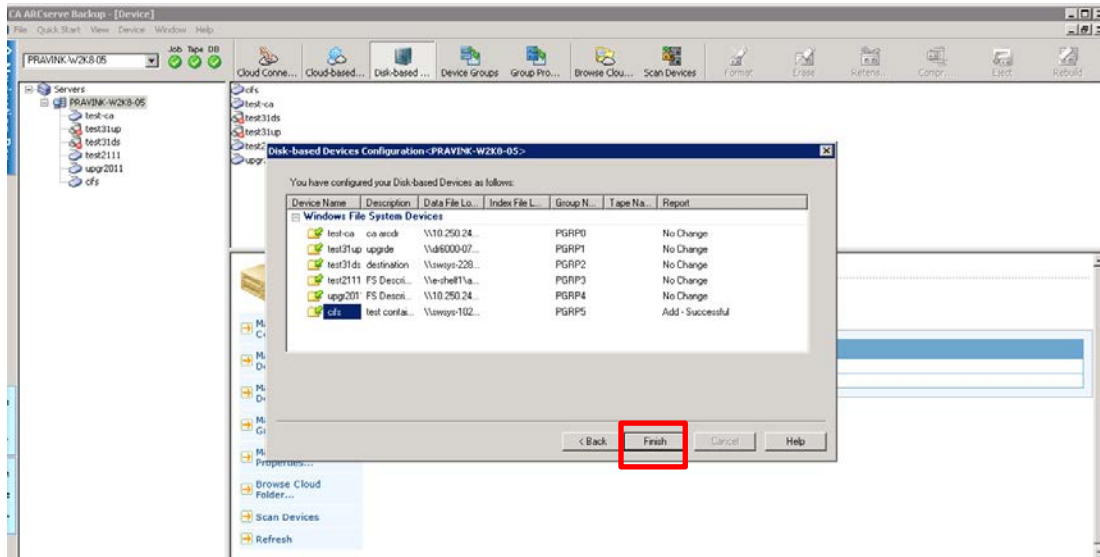 CA ARCserve Backup - [Device]
File Quick Start View Device Window Help
PRAVINK-W2K8-05
Job Tape DB
Cloud Conne... Cloud-based... Disk-based ... Device Groups Group Pro... Browse Clou... Scan Devices Format Erase Retens... Compr... Eject Rebuild
Servers
PRAVINK-W2K8-05
test-ca
test31up
test31ds
test2111
upgr2011
cifs
cifs
test-ca
test31ds
test31up
test2
upgr
Disk-based Devices Configuration<PRAVINK-W2K8-05>
You have configured your Disk-based Devices as follows:
Device Name Description Data File Lo... Index File L... Group N... Tape Na... Report
Windows File System Devices
test-ca ca arcdr \\10.250.24... PGRP0 No Change
test31up upgrde \\dr6000-07... PGRP1 No Change
test31ds destination \\swsys-228... PGRP2 No Change
test2111 FS Descri... \\e-shell1\a... PGRP3 No Change
upgr201 FS Descri... \\10.250.24... PGRP4 No Change
cifs test contai... \\swsys-102... PGRP5 Add - Successful
< Back Finish Cancel Help
Properties...
Browse Cloud
Folder...
Scan Devices
Refresh